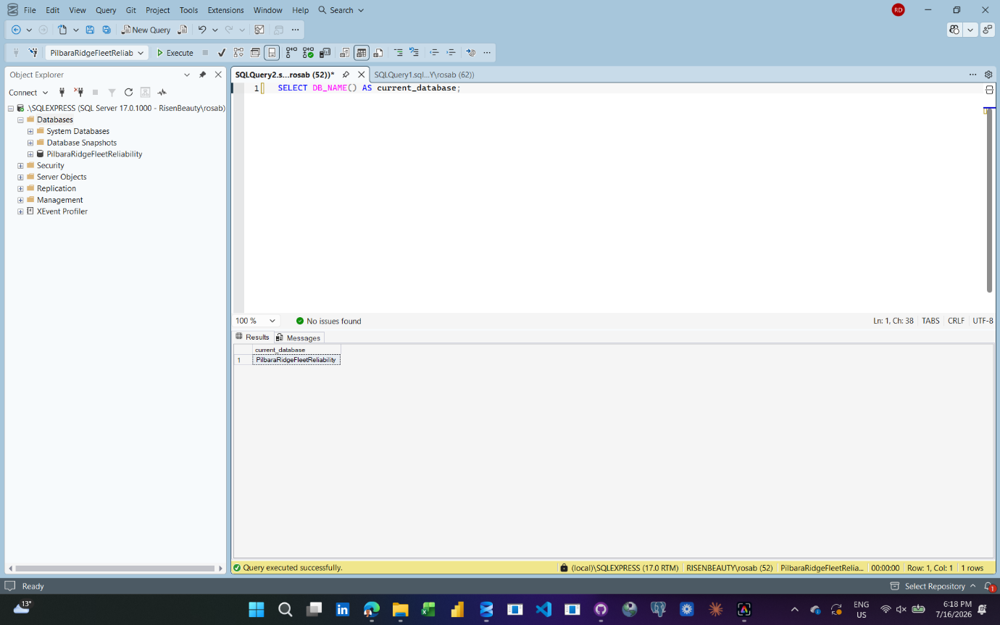 File Edit View Query Git Project Tools Extensions Window Help Search
RD
New Query
PilbaraRidgeFleetReliab Execute
Object Explorer
Connect
.\SQLEXPRESS (SQL Server 17.0.1000 - RisenBeauty\rosab)
Databases
System Databases
Database Snapshots
PilbaraRidgeFleetReliability
Security
Server Objects
Replication
Management
XEvent Profiler
SQLQuery2.s...rosab (52))* SQLQuery1.sql...Y\rosab (62))
1 SELECT DB_NAME() AS current_database;
100 % No issues found Ln: 1, Ch: 38 TABS CRLF UTF-8
Results Messages
current_database
1 PilbaraRidgeFleetReliability
Query executed successfully. (local)\SQLEXPRESS (17.0 RTM) RISENBEAUTY\rosab (52) PilbaraRidgeFleetRelia... 00:00:00 Row: 1, Col: 1 1 rows
Ready Select Repository 1
13°
ENG
US
6:18 PM
7/16/2026